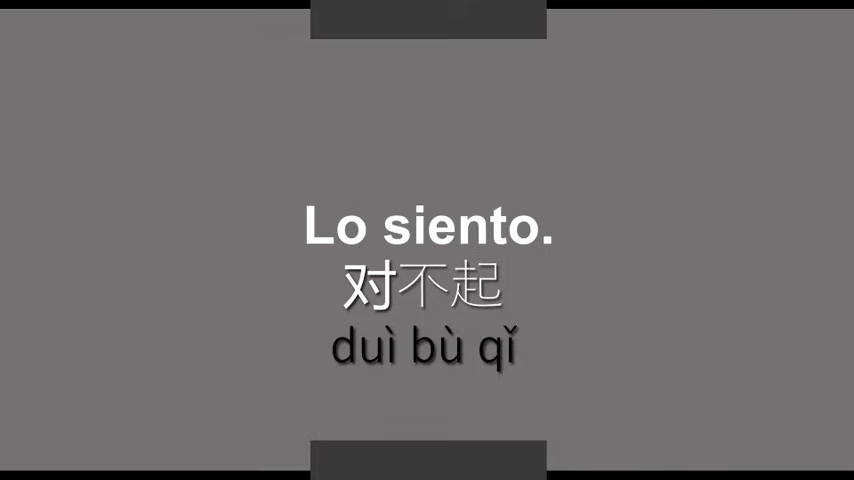 Lo siento.
对不起
duì bù qǐ